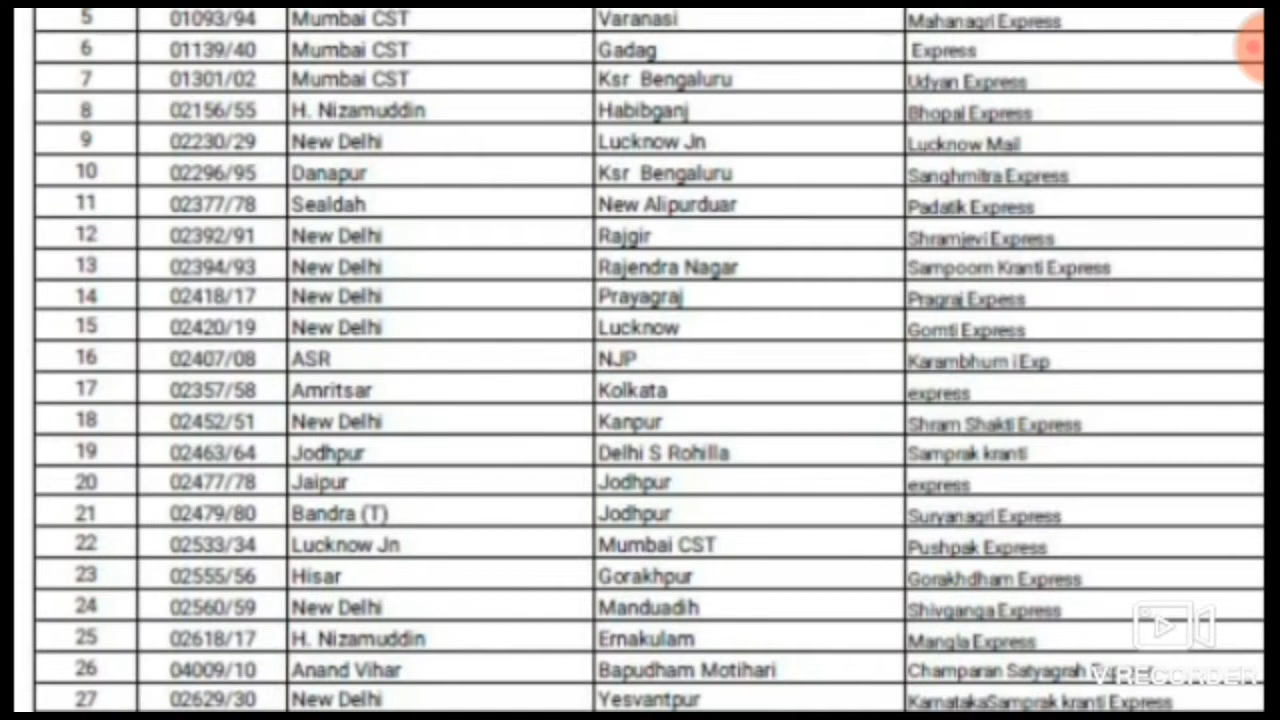 5 01093/94 Mumbai CST Varanasi Mahanagri Express
6 01139/40 Mumbai CST Gadag Express
7 01301/02 Mumbai CST Ksr Bengaluru Udyan Express
8 02156/55 H. Nizamuddin Habibganj Bhopal Express
9 02230/29 New Delhi Lucknow Jn Lucknow Mail
10 02296/95 Danapur Ksr Bengaluru Sanghmitra Express
11 02377/78 Sealdah New Alipurduar Padatik Express
12 02392/91 New Delhi Rajgir Shramjevi Express
13 02394/93 New Delhi Rajendra Nagar Sampoorn Kranti Express
14 02418/17 New Delhi Prayagraj Pragraj Expess
15 02420/19 New Delhi Lucknow Gomti Express
16 02407/08 ASR NJP Karambhum i Exp
17 02357/58 Amritsar Kolkata express
18 02452/51 New Delhi Kanpur Shram Shakti Express
19 02463/64 Jodhpur Delhi S Rohilla Samprak kranti
20 02477/78 Jaipur Jodhpur express
21 02479/80 Bandra (T) Jodhpur Suryanagri Express
22 02533/34 Lucknow Jn Mumbai CST Pushpak Express
23 02555/56 Hisar Gorakhpur Gorakhdham Express
24 02560/59 New Delhi Manduadih Shivganga Express
25 02618/17 H. Nizamuddin Ernakulam Mangla Express
26 04009/10 Anand Vihar Bapudham Motihari Champaran Satyagrah
VRECORDER
27 02629/30 New Delhi Yesvantpur KarnatakaSamprak kranti Express